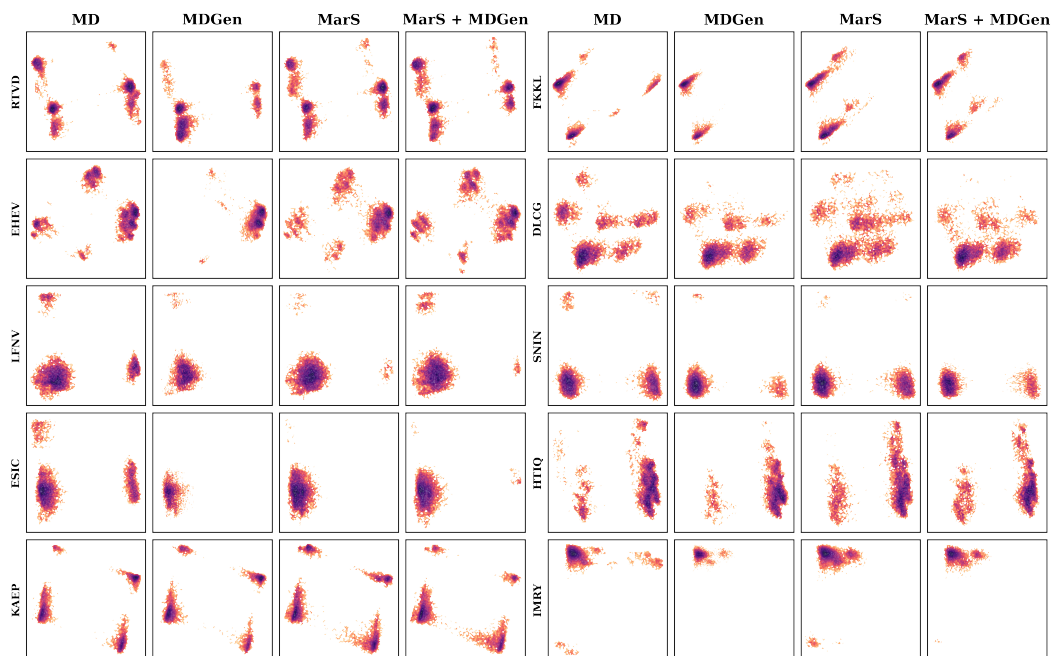 MD MDGen MarS MarS + MDGen MD MDGen MarS MarS + MDGen
RTVD FKKL
EHEV DLCG
LFNV SNIN
ESIC HTIQ
KAEP IMRY